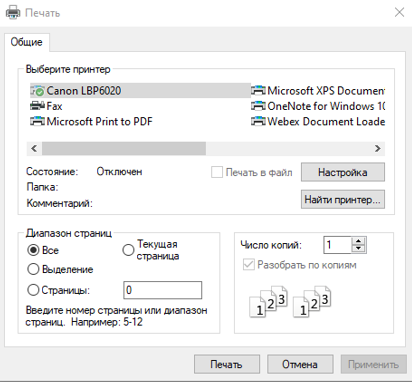 Печать
Общие
Выберите принтер
Canon LBP6020
Microsoft XPS Documen
Fax
OneNote for Windows 10
Microsoft Print to PDF
Webex Document Loade
Состояние: Отключен
Печать в файл
Настройка
Папка:
Комментарий:
Найти принтер...
Диапазон страниц
Все
Текущая
страница
Выделение
Страницы: 0
Введите номер страницы или диапазон
страниц. Например: 5-12
Число копий: 1
Разобрать по копиям
1 2 3 1 2 3
Печать
Отмена
Применить